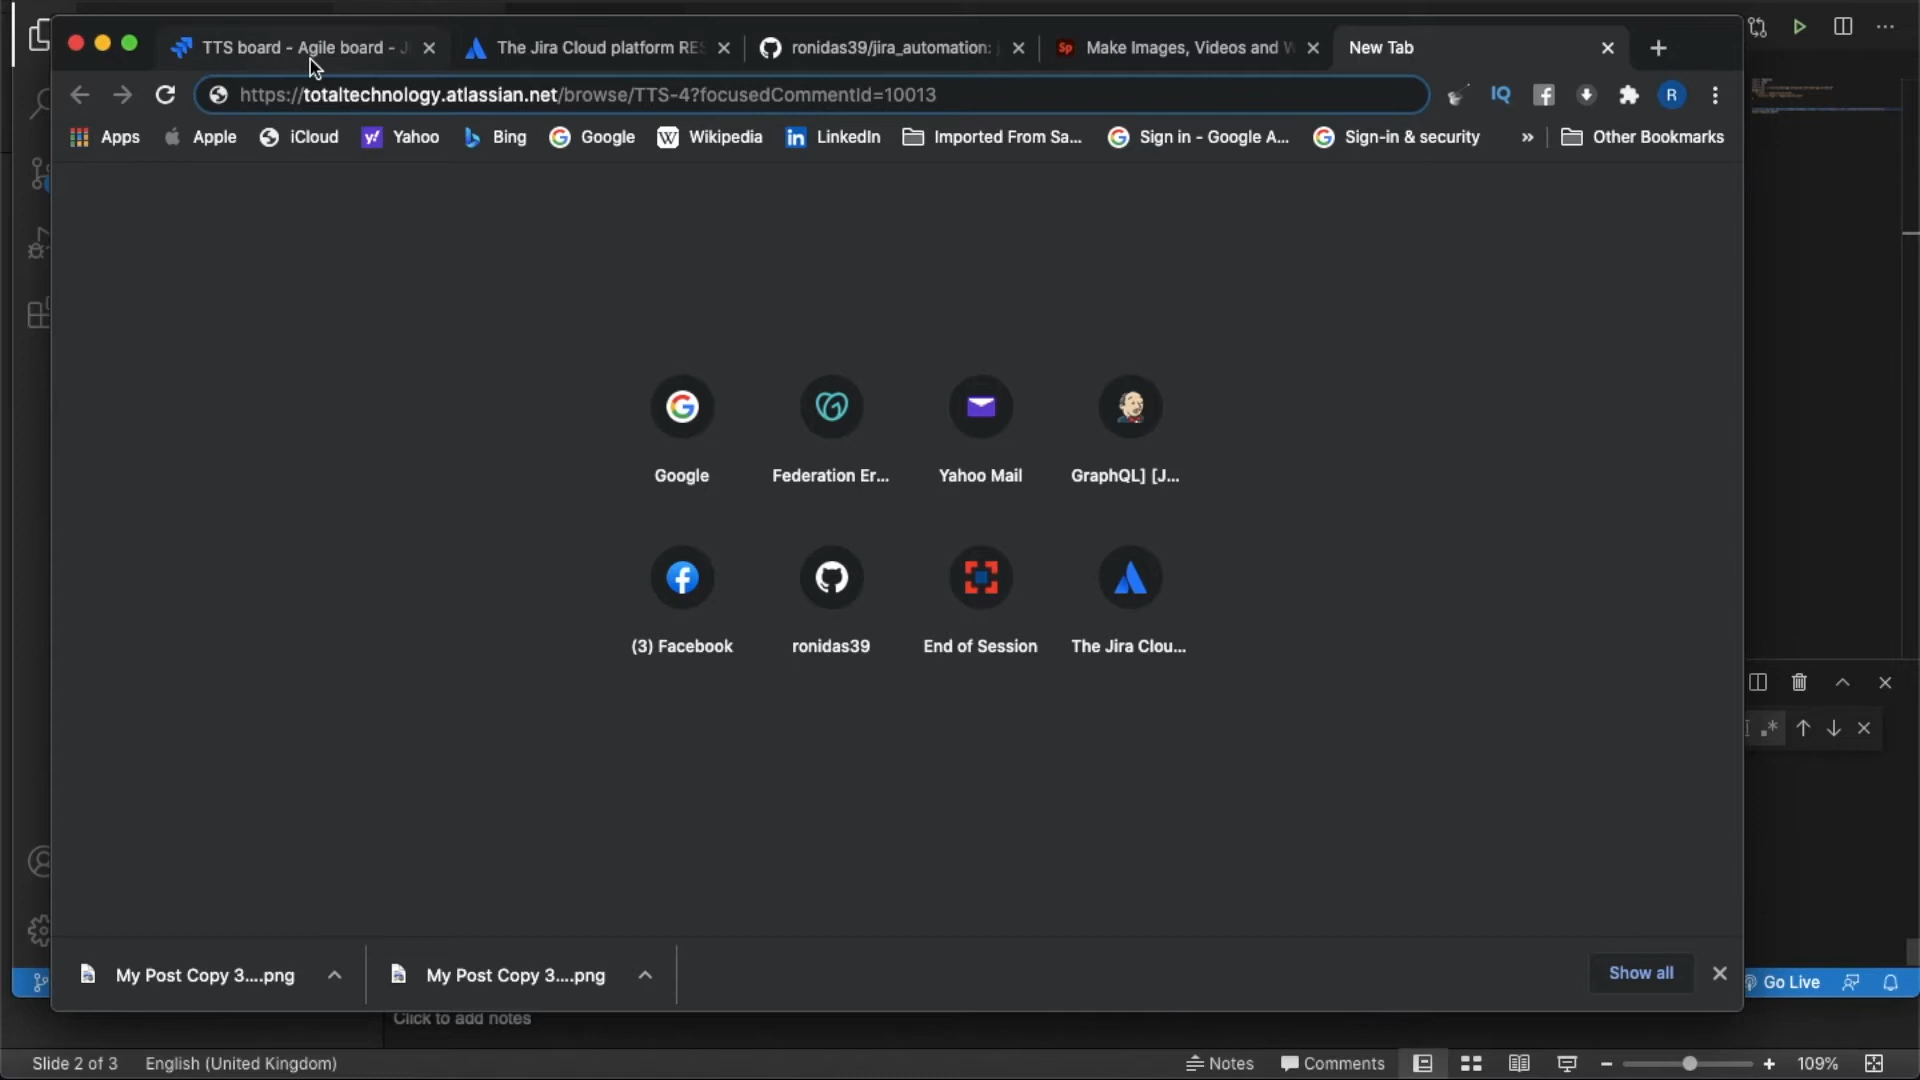 TTS board - Agile board - J
The Jira Cloud platform RES
ronidas39/jira_automation: j
Sp
Make Images, Videos and W
New Tab
https://totaltechnology.atlassian.net/browse/TTS-4?focusedCommentId=10013
IQ
R
Apps
Apple
iCloud
Yahoo
Bing
Google
Wikipedia
LinkedIn
Imported From Sa...
Sign in - Google A...
Sign-in & security
»
Other Bookmarks
Google
Federation Er...
Yahoo Mail
GraphQL] [J...
(3) Facebook
ronidas39
End of Session
The Jira Clou...
My Post Copy 3....png
My Post Copy 3....png
Show all
Go Live
Click to add notes
Slide 2 of 3
English (United Kingdom)
Notes
Comments
109%